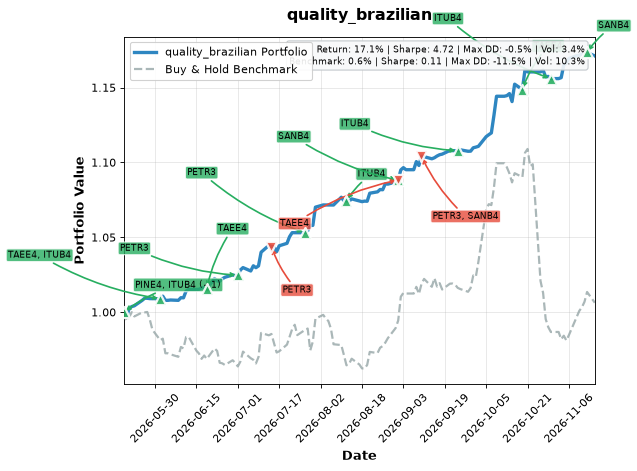 quality_brazilian
ITUB4
SANB4
quality_brazilian Portfolio
Buy & Hold Benchmark
Return: 17.1% | Sharpe: 4.72 | Max DD: -0.5% | Vol: 3.4%
Benchmark: 0.6% | Sharpe: 0.11 | Max DD: -11.5% | Vol: 10.3%
ITUB4
SANB4
PETR3
ITUB4
TAEE4
PETR3, SANB4
TAEE4
PETR3
TAEE4, ITUB4
PINE4, ITUB4
PETR3
1.15
1.10
1.05
1.00
Portfolio Value
2026-05-30
2026-06-15
2026-07-01
2026-07-17
2026-08-02
2026-08-18
2026-09-03
2026-09-19
2026-10-05
2026-10-21
2026-11-06
Date